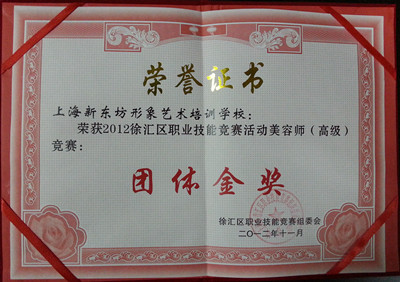 荣誉证书
上海新东坊形象艺术培训学校：
荣获2012徐汇区职业技能竞赛活动美容师（高级）
竞赛：
团体金奖
徐汇区职业技能竞赛组委会
二〇一二年十一月